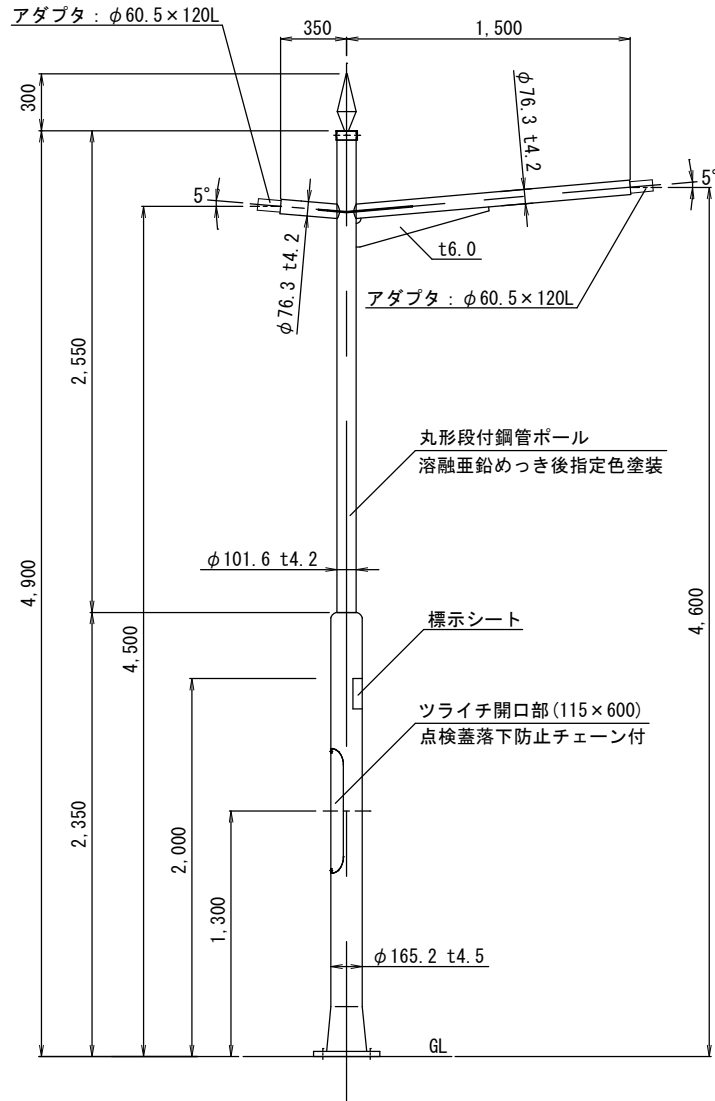 アダプタ：φ60.5×120L
350
1,500
300
φ76.3 t4.2
5°
5°
t6.0
φ76.3 t4.2
アダプタ：φ60.5×120L
2,550
丸形段付鋼管ポール
溶融亜鉛めっき後指定色塗装
φ101.6 t4.2
4,900
4,500
4,600
標示シート
ツライチ開口部(115×600)
点検蓋落下防止チェーン付
2,350
2,000
1,300
φ165.2 t4.5
GL